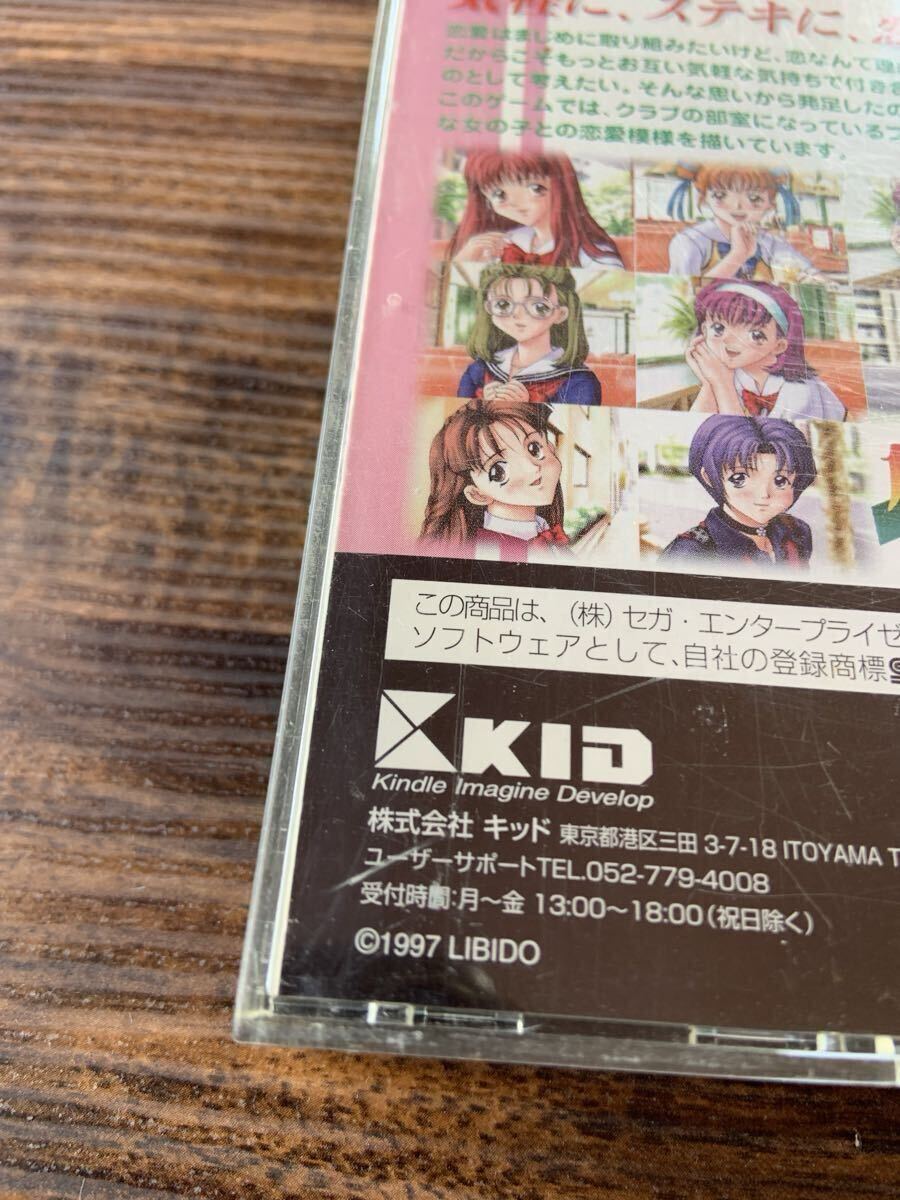 気軽に、ステキに、
恋愛はまじめに取り組みたいけど、恋なんて
だからこそもっとお互い気軽な気持ちで付き
のとして考えたい。そんな思いから発足したの
このゲームでは、クラブの部室になっている
な女の子との恋愛模様を描いています。
この商品は、(株)セガ・エンタープライゼ
ソフトウェアとして、自社の登録商標
KID
Kindle Imagine Develop
株式会社 キッド 東京都港区三田 3-7-18 ITOYAMA T
ユーザーサポートTEL.052-779-4008
受付時間:月〜金 13:00〜18:00(祝日除く)
©1997 LIBIDO